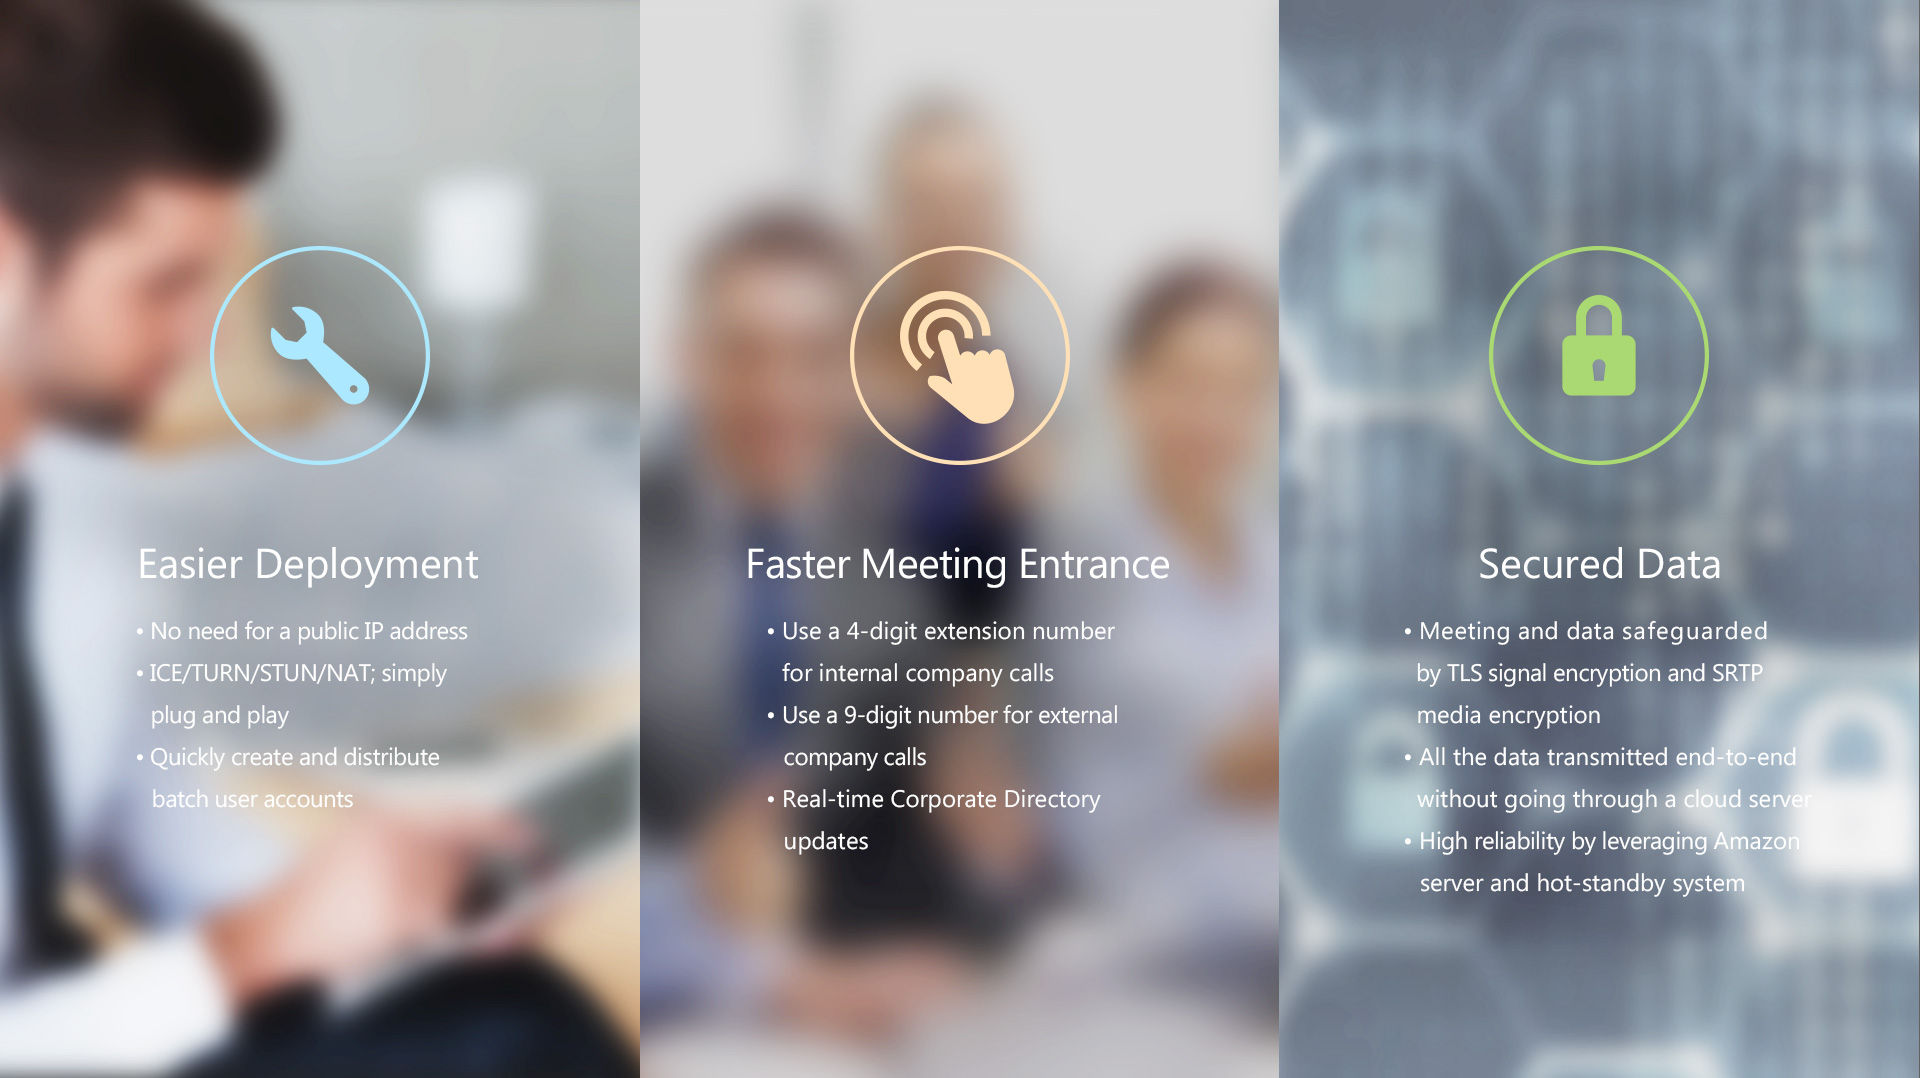 Easier Deployment
• No need for a public IP address
• ICE/TURN/STUN/NAT; simply
plug and play
• Quickly create and distribute
batch user accounts
Faster Meeting Entrance
• Use a 4-digit extension number
for internal company calls
• Use a 9-digit number for external
company calls
• Real-time Corporate Directory
updates
Secured Data
• Meeting and data safeguarded
by TLS signal encryption and SRTP
media encryption
• All the data transmitted end-to-end
without going through a cloud server
• High reliability by leveraging Amazon
server and hot-standby system